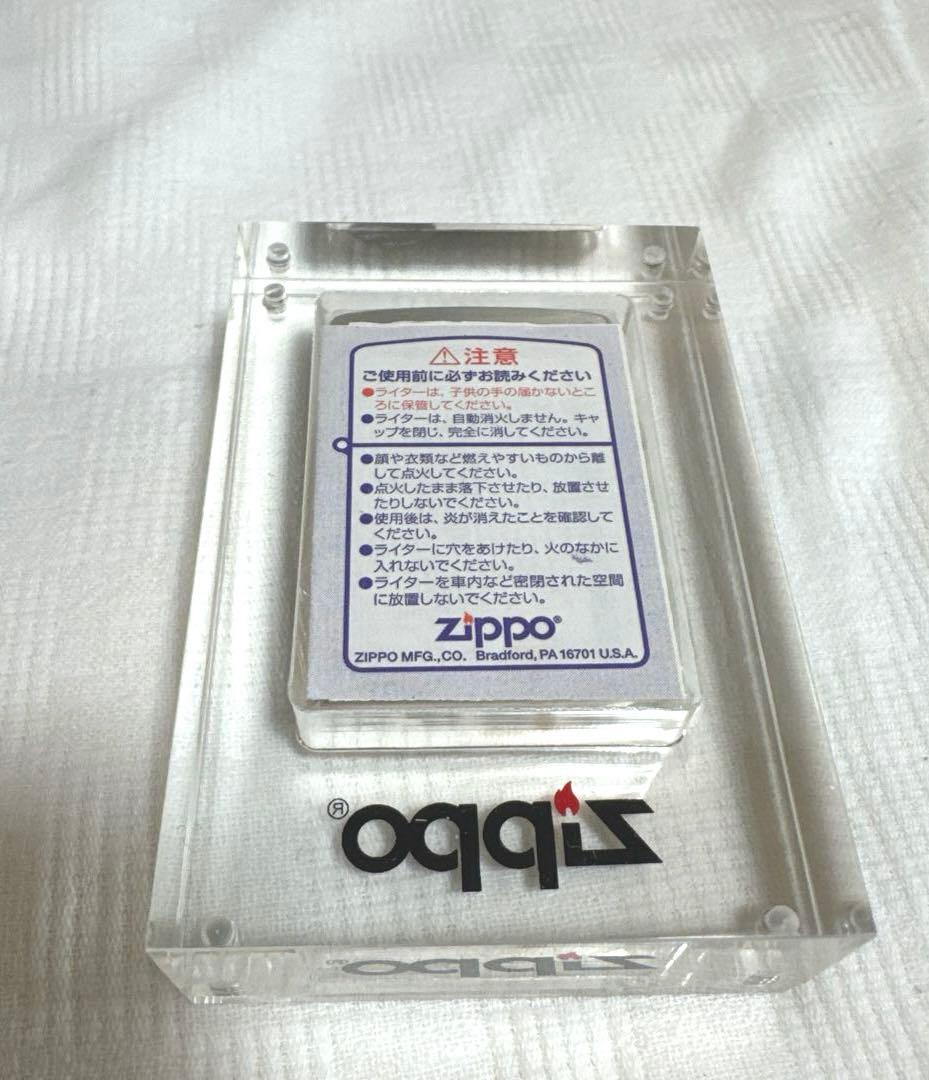 ⚠注意
ご使用前に必ずお読みください
●ライターは、子供の手の届かないとこ
ろに保管してください。
●ライターは、自動消火しません。キャ
ップを閉じ、完全に消してください。
●顔や衣類など燃えやすいものから離
して点火してください。
●点火したまま落下させたり、放置させ
たりしないでください。
●使用後は、炎が消えたことを確認して
ください。
●ライターに穴をあけたり、火のなかに
入れないでください。
●ライターを車内など密閉された空間
に放置しないでください。
zippo®
ZIPPO MFG.,CO. Bradford, PA 16701 U.S.A.
zippo®